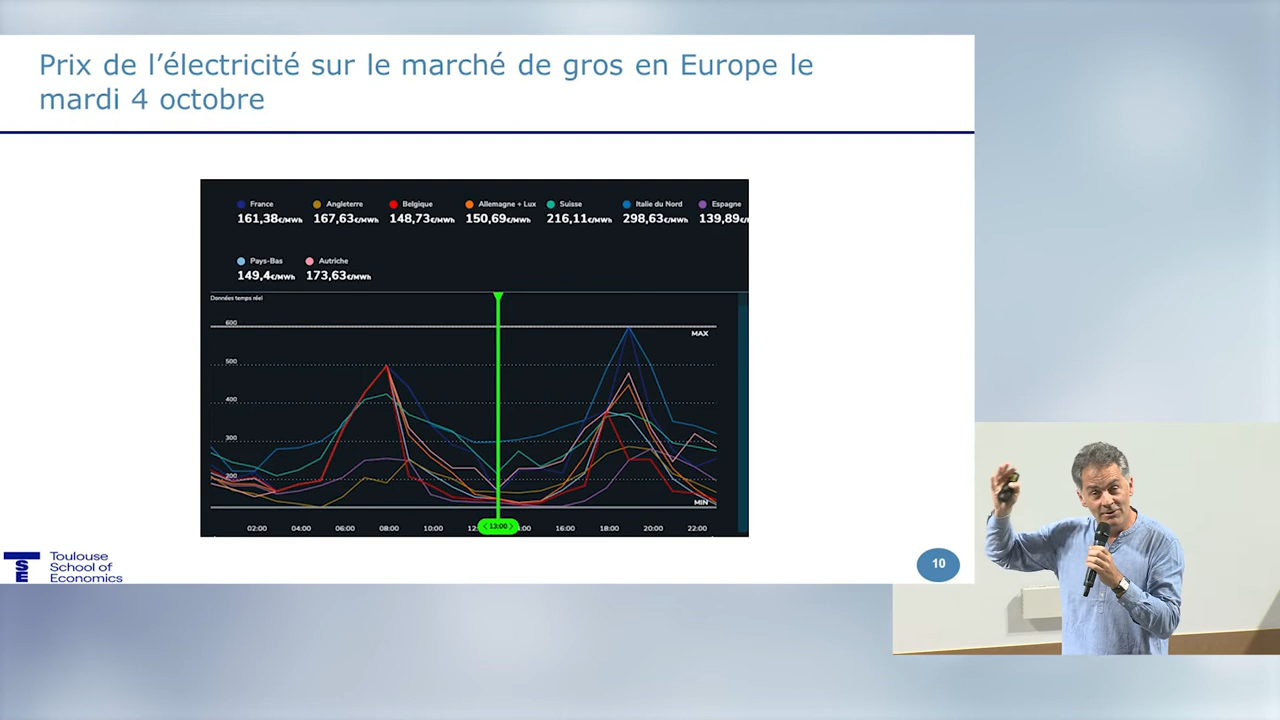 Prix de l'électricité sur le marché de gros en Europe le
mardi 4 octobre
France Angleterre Belgique Allemagne + Lux Suisse Italie du Nord Espagne
161,38€/MWh 167,63€/MWh 148,73€/MWh 150,69€/MWh 216,11€/MWh 298,63€/MWh 139,89€/
Pays-Bas Autriche
149,4€/MWh 173,63€/MWh
Données temps réel
600
MAX
500
400
300
200
MIN
02:00 04:00 06:00 08:00 10:00 13:00 16:00 18:00 20:00 22:00
TSE
Toulouse
School of
Economics
10